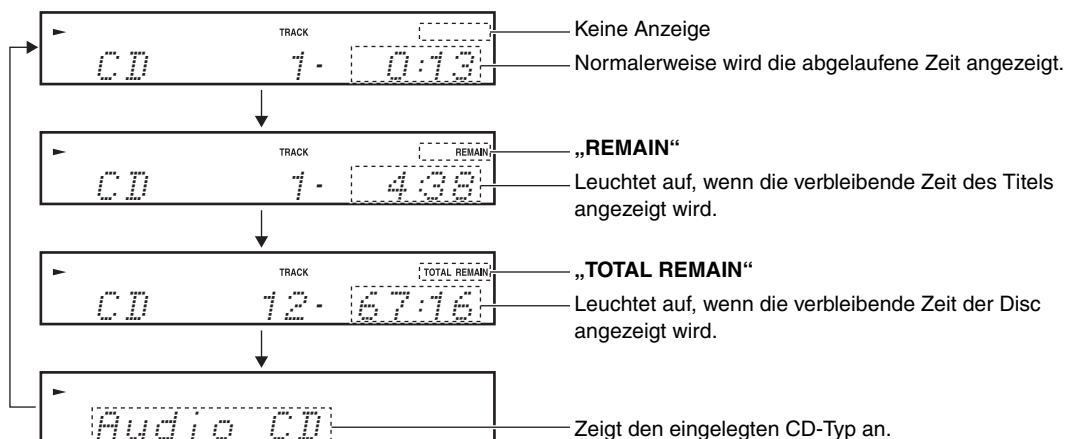 TRACK
Keine Anzeige
CD 1- 0:13
Normalerweise wird die abgelaufene Zeit angezeigt.
TRACK REMAIN
„REMAIN“
CD 1- 4:38
Leuchtet auf, wenn die verbleibende Zeit des Titels
angezeigt wird.
TRACK TOTAL REMAIN
„TOTAL REMAIN“
CD 12- 67:16
Leuchtet auf, wenn die verbleibende Zeit der Disc
angezeigt wird.
Audio CD
Zeigt den eingelegten CD-Typ an.